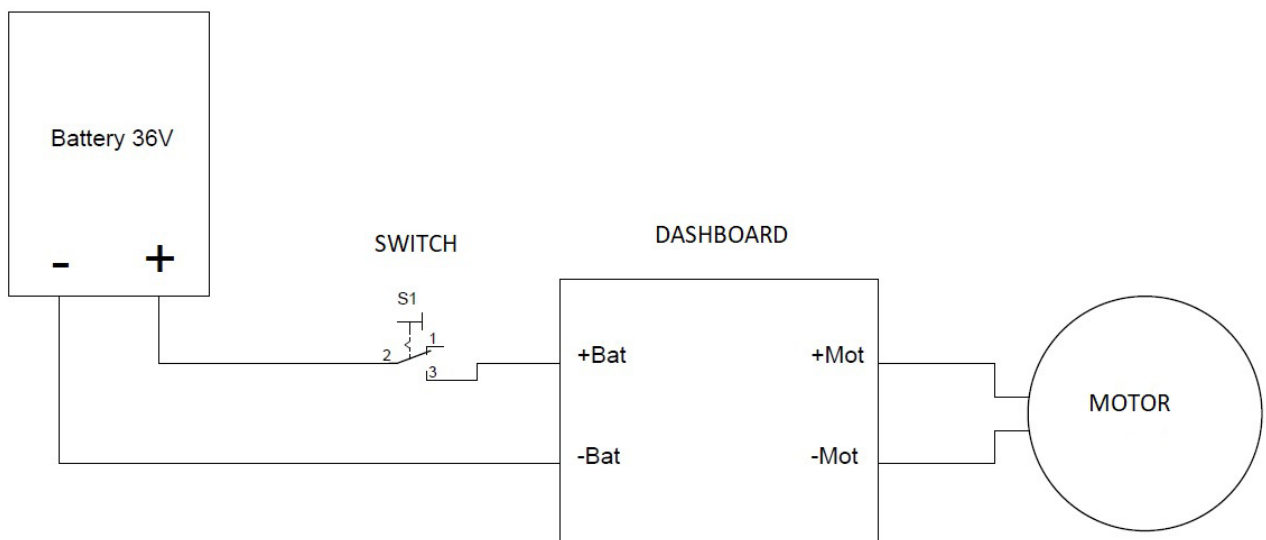 Battery 36V
- +
SWITCH
DASHBOARD
S1
1
2
3
+Bat
+Mot
MOTOR
-Bat
-Mot